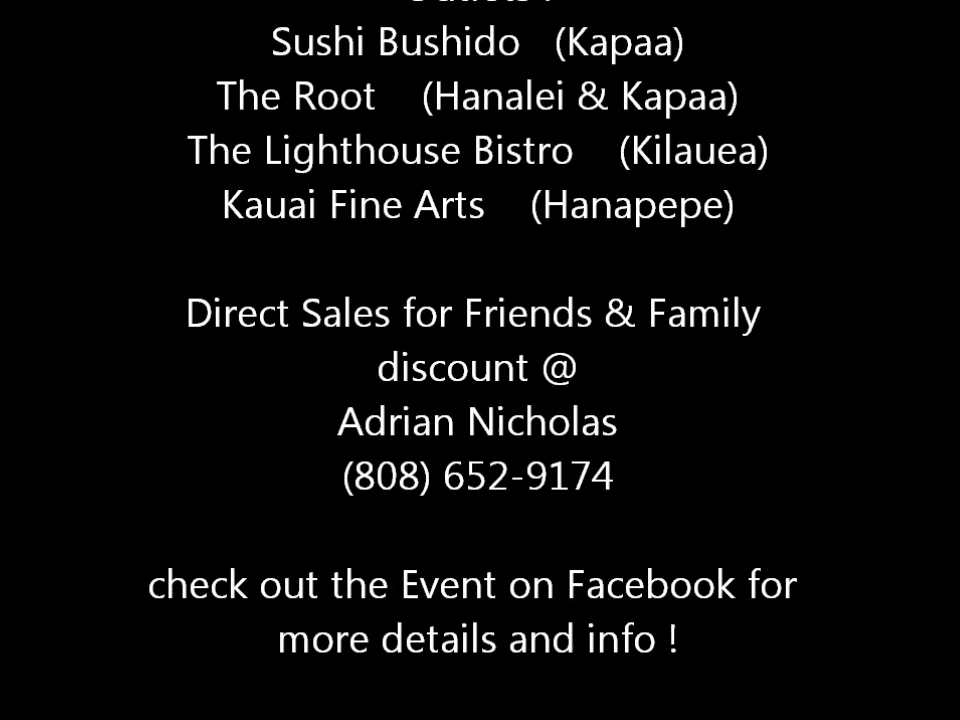 Sushi Bushido (Kapaa)
The Root (Hanalei & Kapaa)
The Lighthouse Bistro (Kilauea)
Kauai Fine Arts (Hanapepe)
Direct Sales for Friends & Family
discount @
Adrian Nicholas
(808) 652-9174
check out the Event on Facebook for
more details and info !